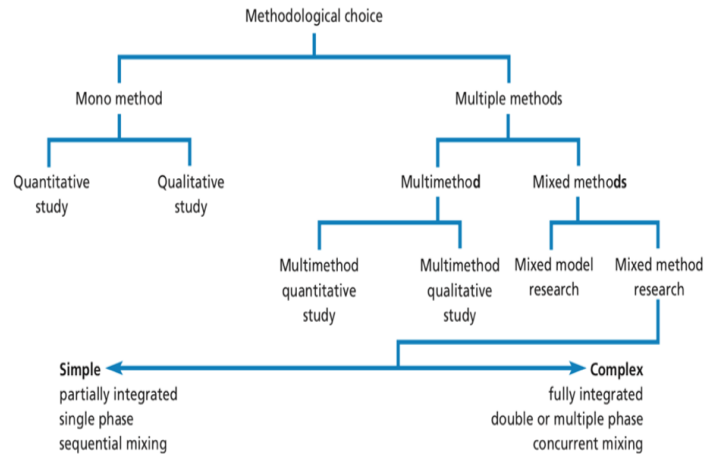 Methodological choice
Mono method
Multiple methods
Quantitative
study
Qualitative
study
Multimethod
Mixed methods
Multimethod
quantitative
study
Multimethod
qualitative
study
Mixed model
research
Mixed method
research
Simple
partially integrated
single phase
sequential mixing
Complex
fully integrated
double or multiple phase
concurrent mixing